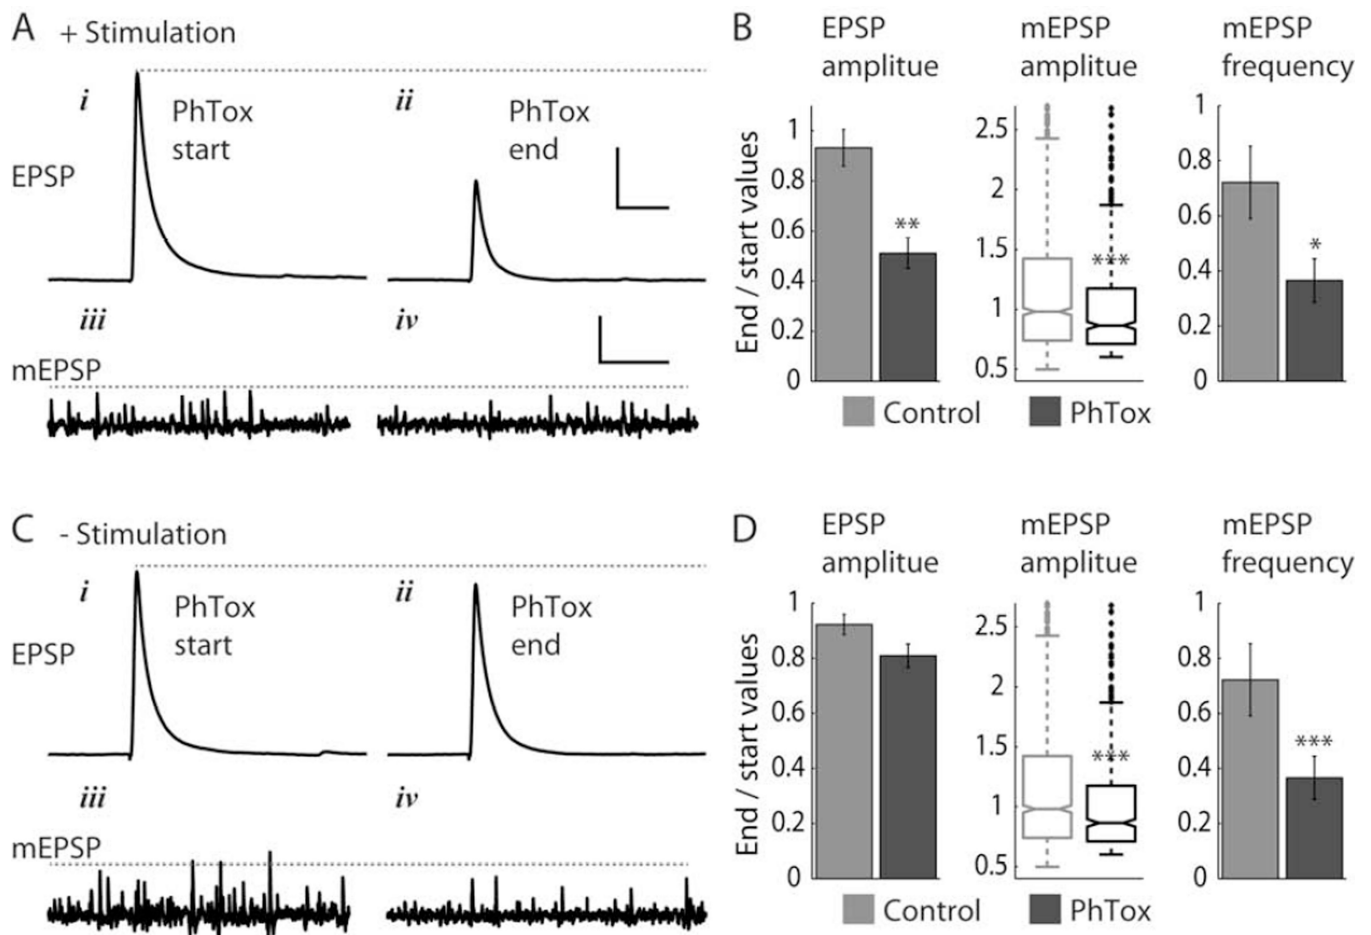 A + Stimulation
i
PhTox
start
ii
PhTox
end
EPSP
iii
iv
mEPSP
B
EPSP
amplitue
mEPSP
amplitue
mEPSP
frequency
End / start values
1
0.8
0.6
0.4
0.2
0
**
2.5
2
1.5
1
0.5
***
1
0.8
0.6
0.4
0.2
0
*
Control
PhTox
C - Stimulation
i
PhTox
start
ii
PhTox
end
EPSP
iii
iv
mEPSP
D
EPSP
amplitue
mEPSP
amplitue
mEPSP
frequency
End / start values
1
0.8
0.6
0.4
0.2
0
2.5
2
1.5
1
0.5
***
1
0.8
0.6
0.4
0.2
0
***
Control
PhTox